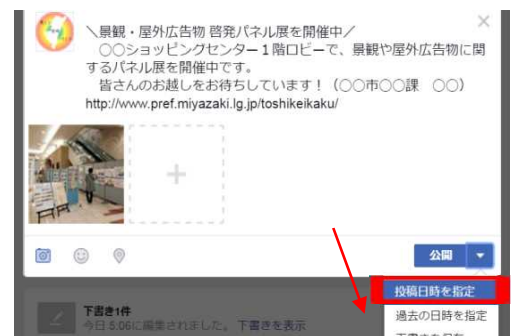 ＼景観・屋外広告物 啓発パネル展を開催中／
○○ショッピングセンター１階ロビーで、景観や屋外広告物に関
するパネル展を開催中です。
皆さんのお越しをお待ちしています！（○○市○○課　○○）
http://www.pref.miyazaki.lg.jp/toshikeikaku/
公開
投稿日時を指定
過去の日時を指定
下書き1件
今日 5:06に編集されました。下書きを表示